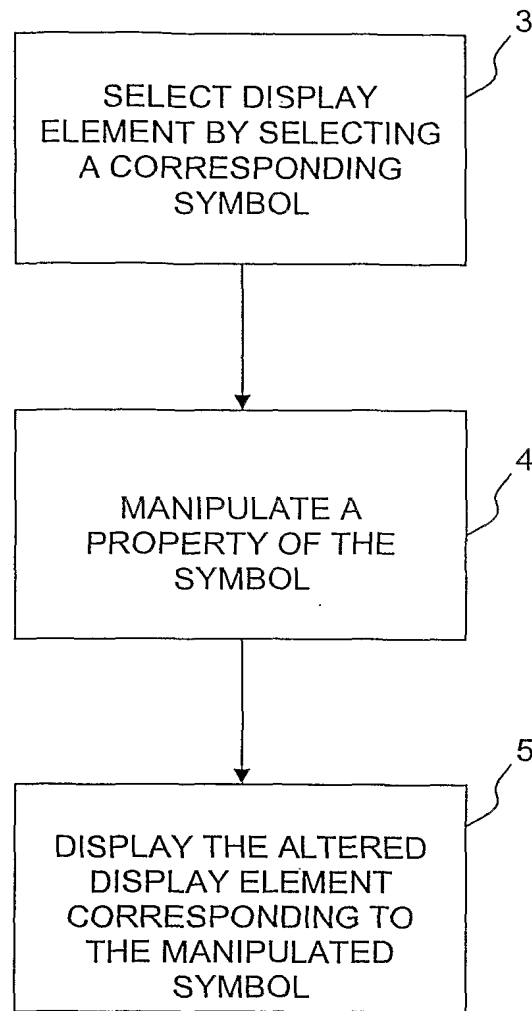 3
SELECT DISPLAY
ELEMENT BY SELECTING
A CORRESPONDING
SYMBOL
4
MANIPULATE A
PROPERTY OF THE
SYMBOL
5
DISPLAY THE ALTERED
DISPLAY ELEMENT
CORRESPONDING TO
THE MANIPULATED
SYMBOL